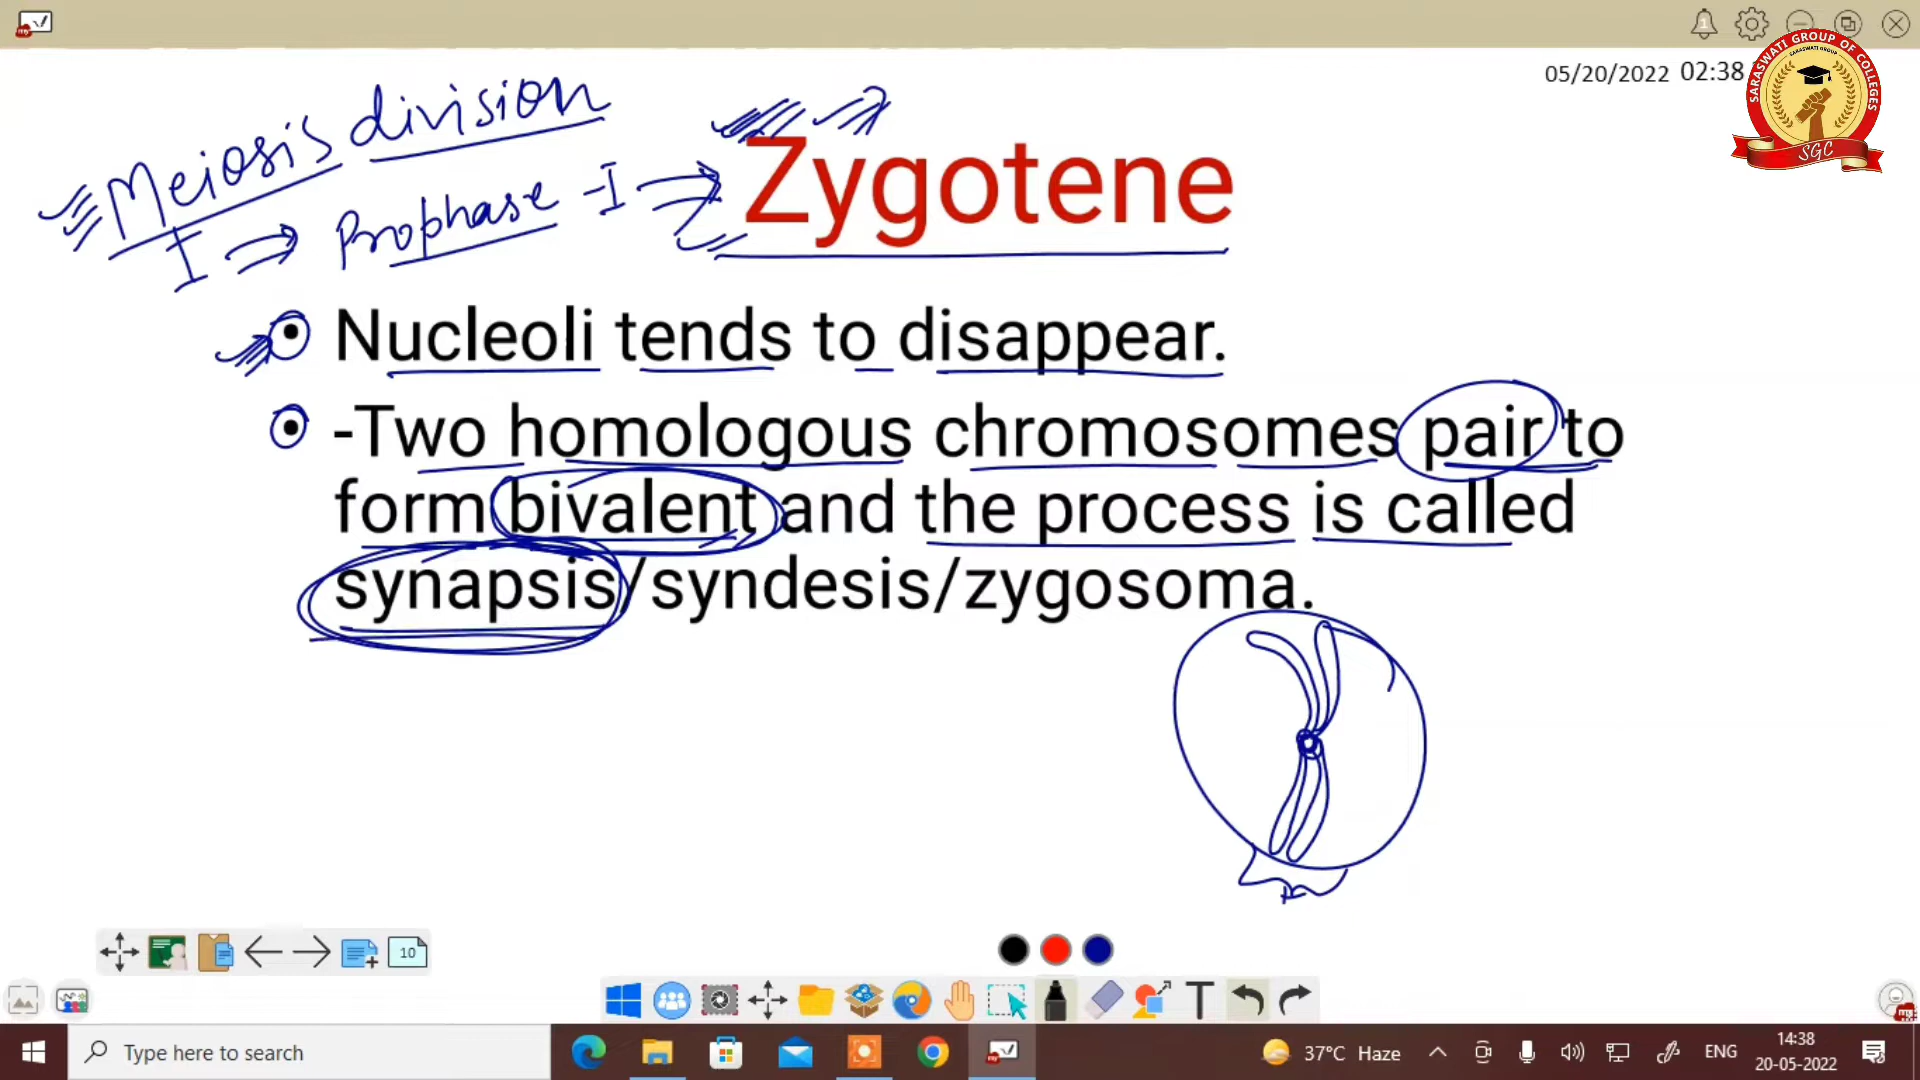 05/20/2022 02:38
SARASWATI GROUP OF COLLEGES
SARASWATI GROUP
SGC
Meiosis division
I → Prophase - I →
Zygotene
Nucleoli tends to disappear.
-Two homologous chromosomes pair to
form bivalent and the process is called
synapsis/syndesis/zygosoma.
10
T
Type here to search
37°C Haze
ENG
14:38
20-05-2022